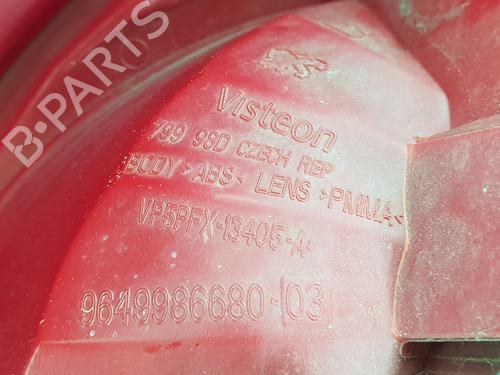 B-PARTS
Visteon
799 98D CZECH REP
BODY >ABS< LENS >PMMA<
VP5PFX-13405-A
9649986680-03